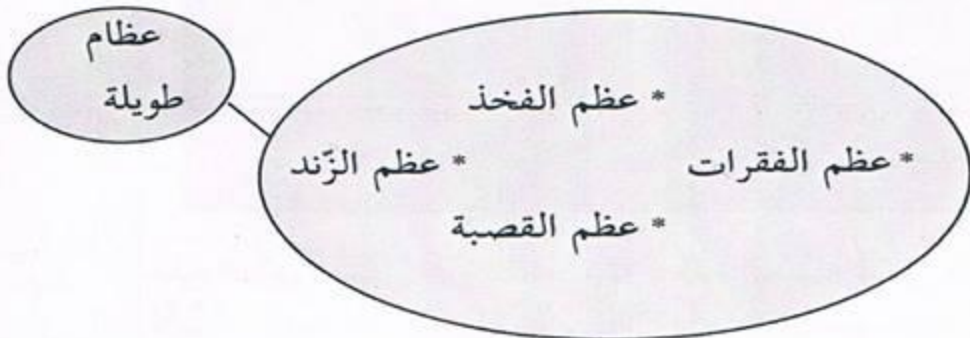 عظام
طويلة
* عظم الفخذ
* عظم الفقرات
* عظم الزّند
* عظم القصبة